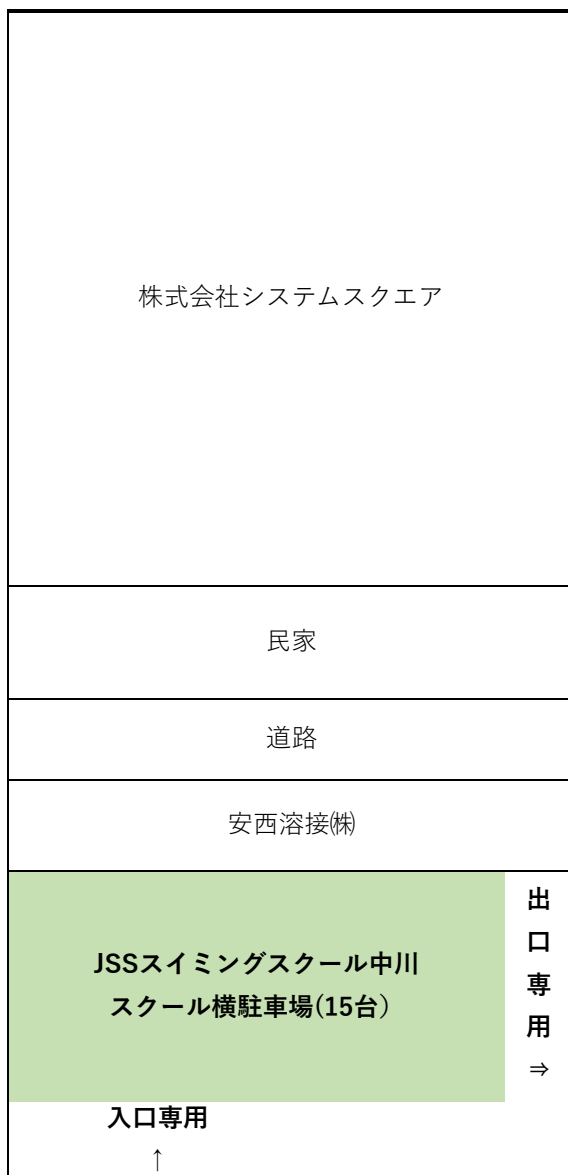 株式会社システムスクエア
民家
道路
安西溶接㈱
JSSスイミングスクール中川
スクール横駐車場(15台）
出口専用⇒
入口専用
↑